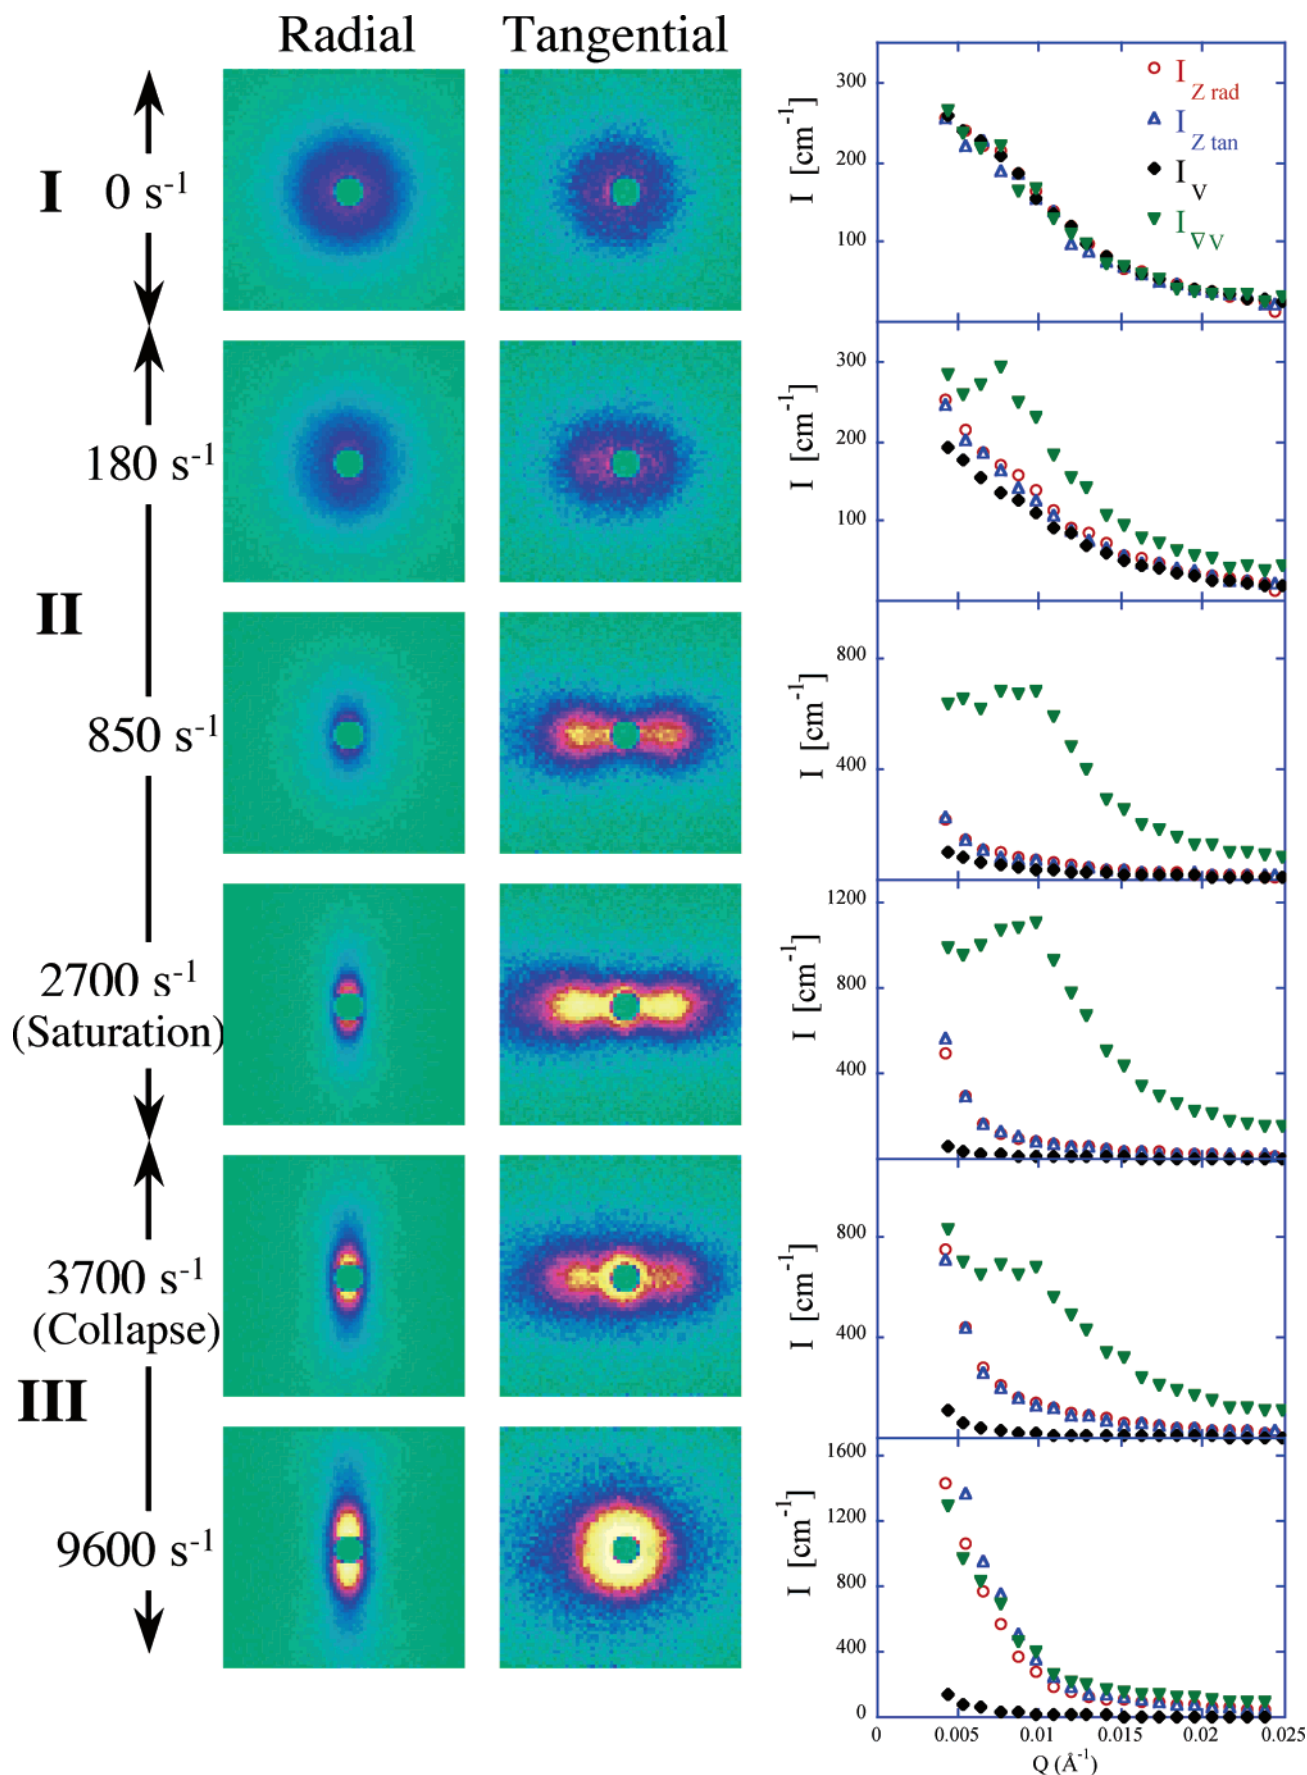 Radial Tangential
I 0 s-1
180 s-1
II
850 s-1
2700 s-1
(Saturation)
3700 s-1
(Collapse)
III
9600 s-1
I [cm-1]
300
200
100
I Z rad
I Z tan
I V
I ∇V
I [cm-1]
300
200
100
I [cm-1]
800
400
I [cm-1]
1200
800
400
I [cm-1]
800
400
I [cm-1]
1600
1200
800
400
0
0 0.005 0.01 0.015 0.02 0.025
Q (Å-1)